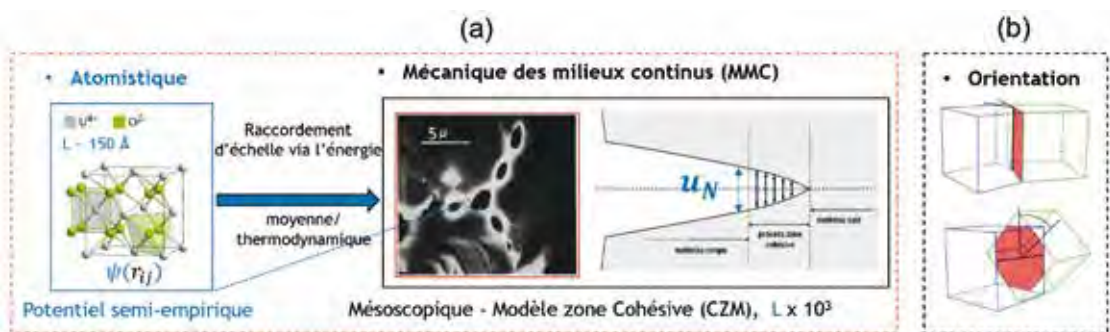 (a)
(b)
• Atomistique
• Mécanique des milieux continus (MMC)
• Orientation
U⁴⁺ O²⁻
L ~ 150 Å
Raccordement
d'échelle via l'énergie
moyenne/
thermodynamique
5μ
u_N
ψ(r_ij)
Potentiel semi-empirique
Mésoscopique - Modèle zone Cohésive (CZM), L x 10³